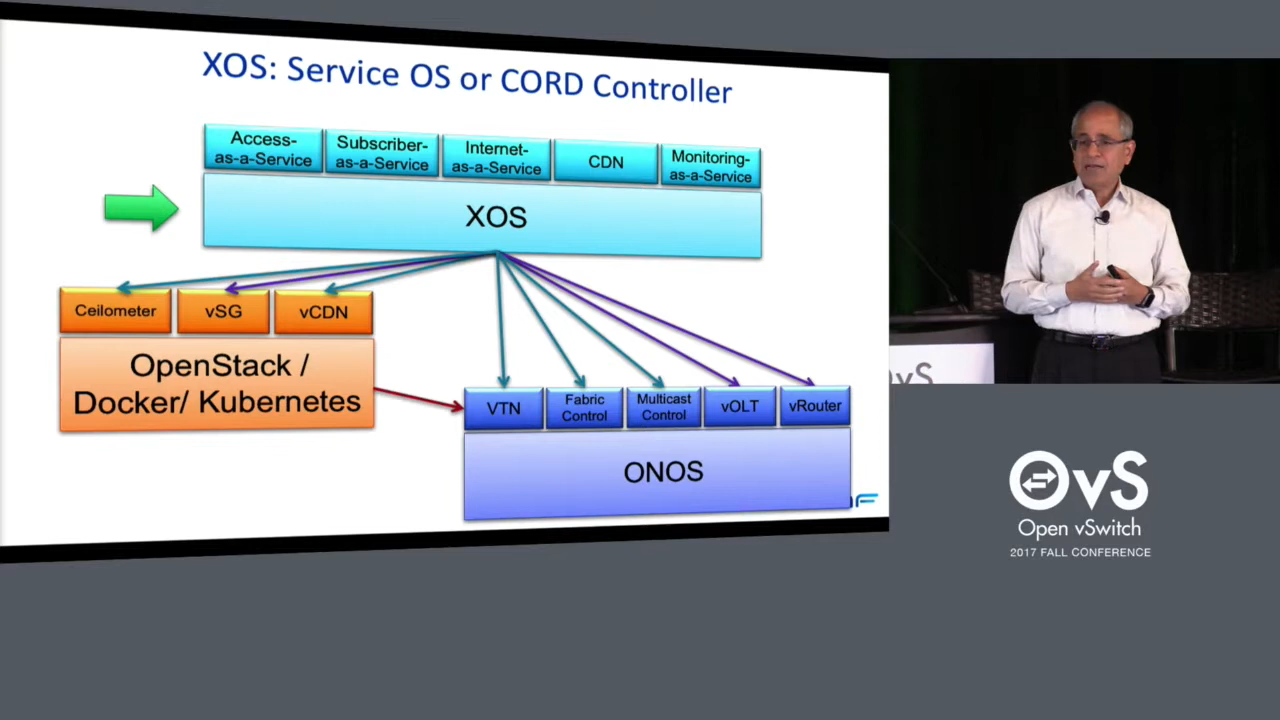 XOS: Service OS or CORD Controller
Access-
as-a-Service
Subscriber-
as-a-Service
Internet-
as-a-Service
CDN
Monitoring-
as-a-Service
XOS
Ceilometer
vSG
vCDN
OpenStack /
Docker/ Kubernetes
VTN
Fabric
Control
Multicast
Control
vOLT
vRouter
ONOS
OvS
Open vSwitch
2017 FALL CONFERENCE